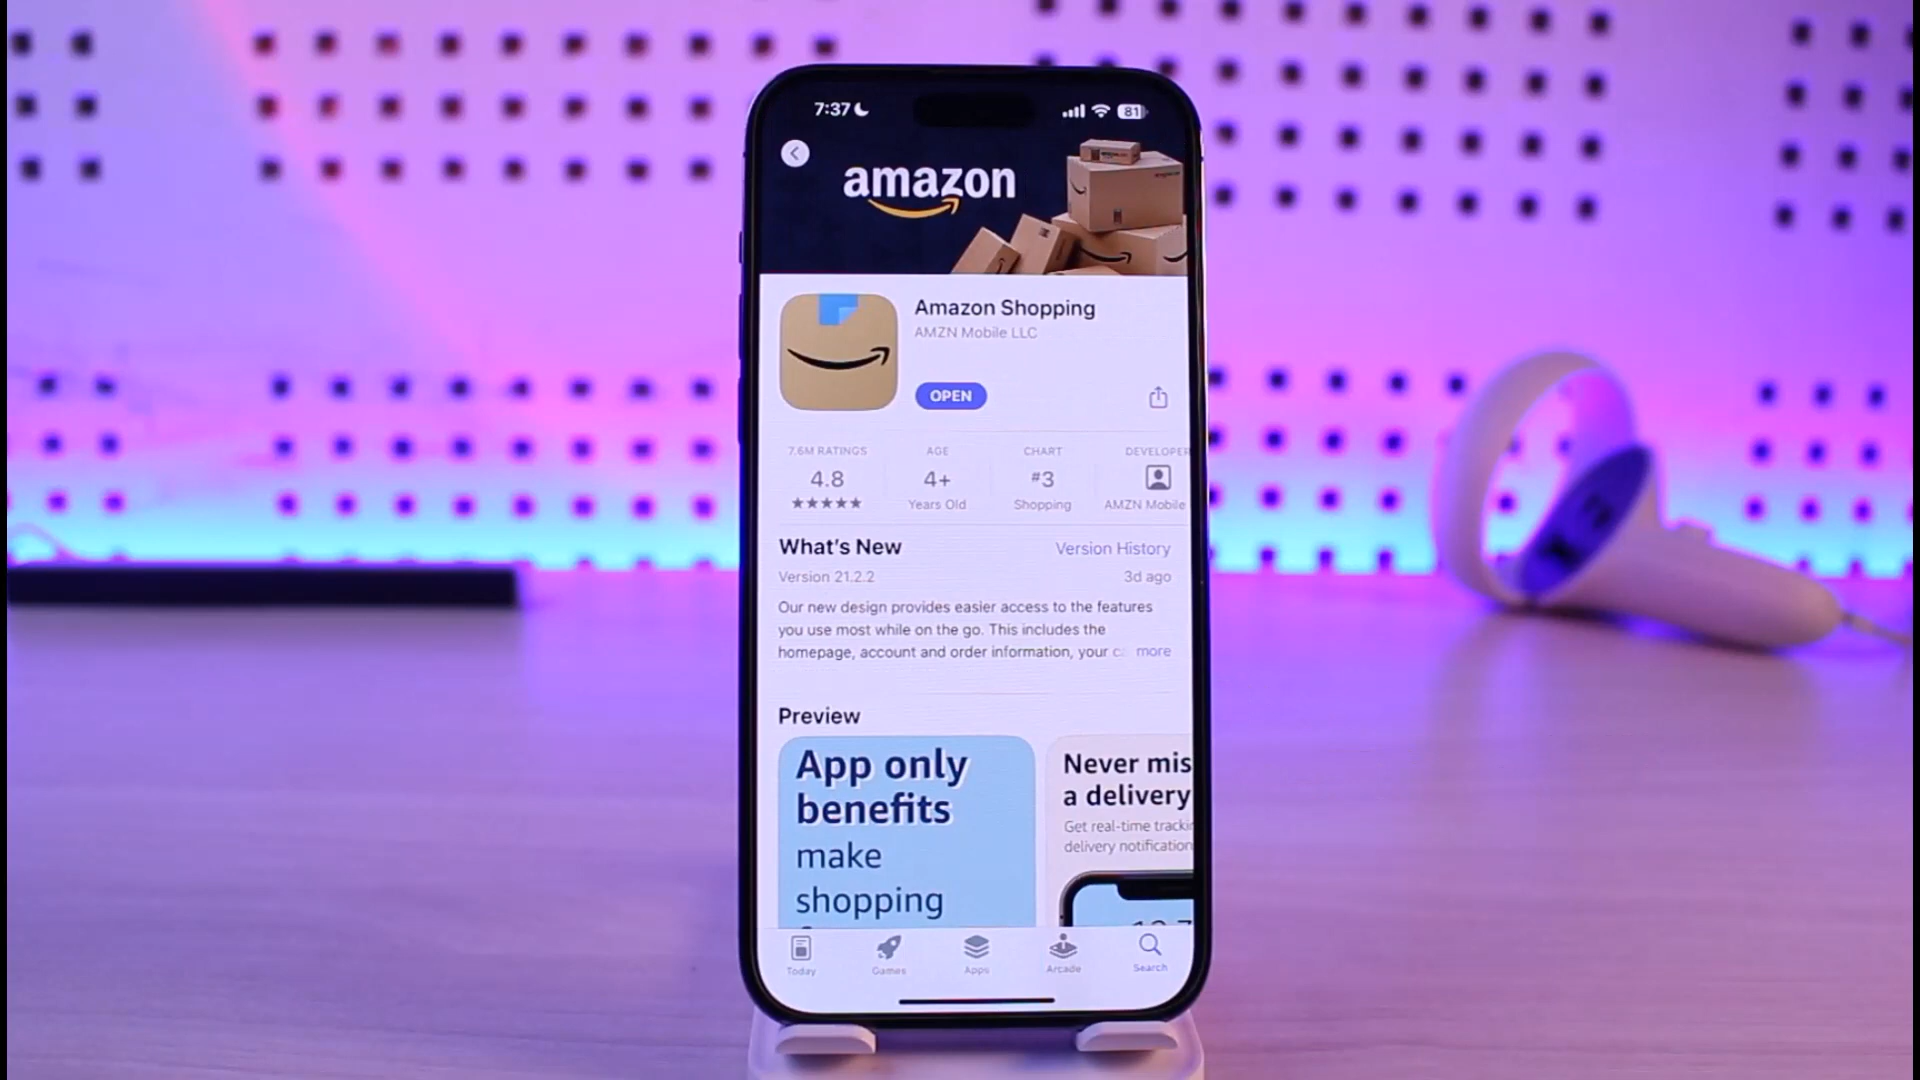 7:37
81
amazon
Amazon Shopping
AMZN Mobile LLC
OPEN
7.6M RATINGS
AGE
CHART
DEVELOPER
4.8
4+
#3
★★★★★
Years Old
Shopping
AMZN Mobile
What's New
Version History
Version 21.2.2
3d ago
Our new design provides easier access to the features
you use most while on the go. This includes the
homepage, account and order information, your
more
Preview
App only
benefits
make
shopping
Never mis
a delivery
Get real-time tracki
delivery notification
Today
Games
Apps
Arcade
Search